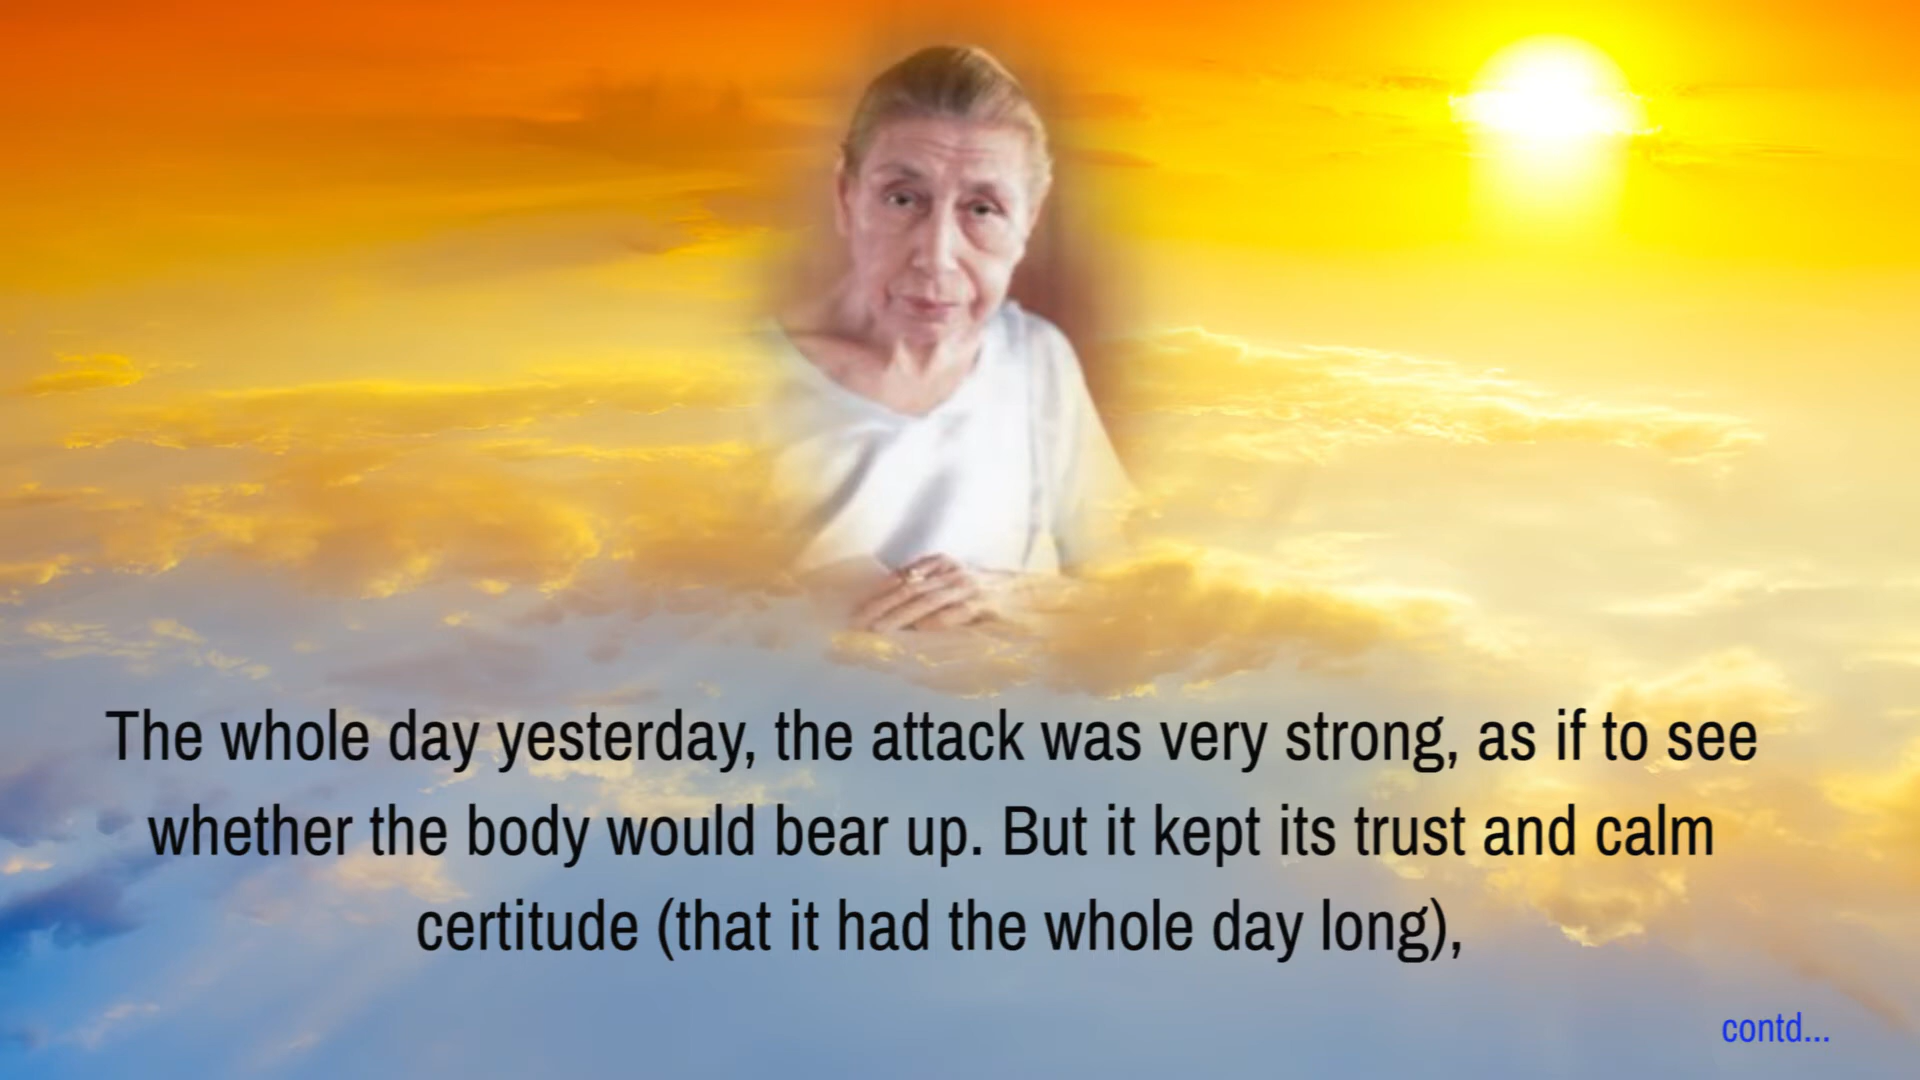 The whole day yesterday, the attack was very strong, as if to see
whether the body would bear up. But it kept its trust and calm
certitude (that it had the whole day long),
contd...